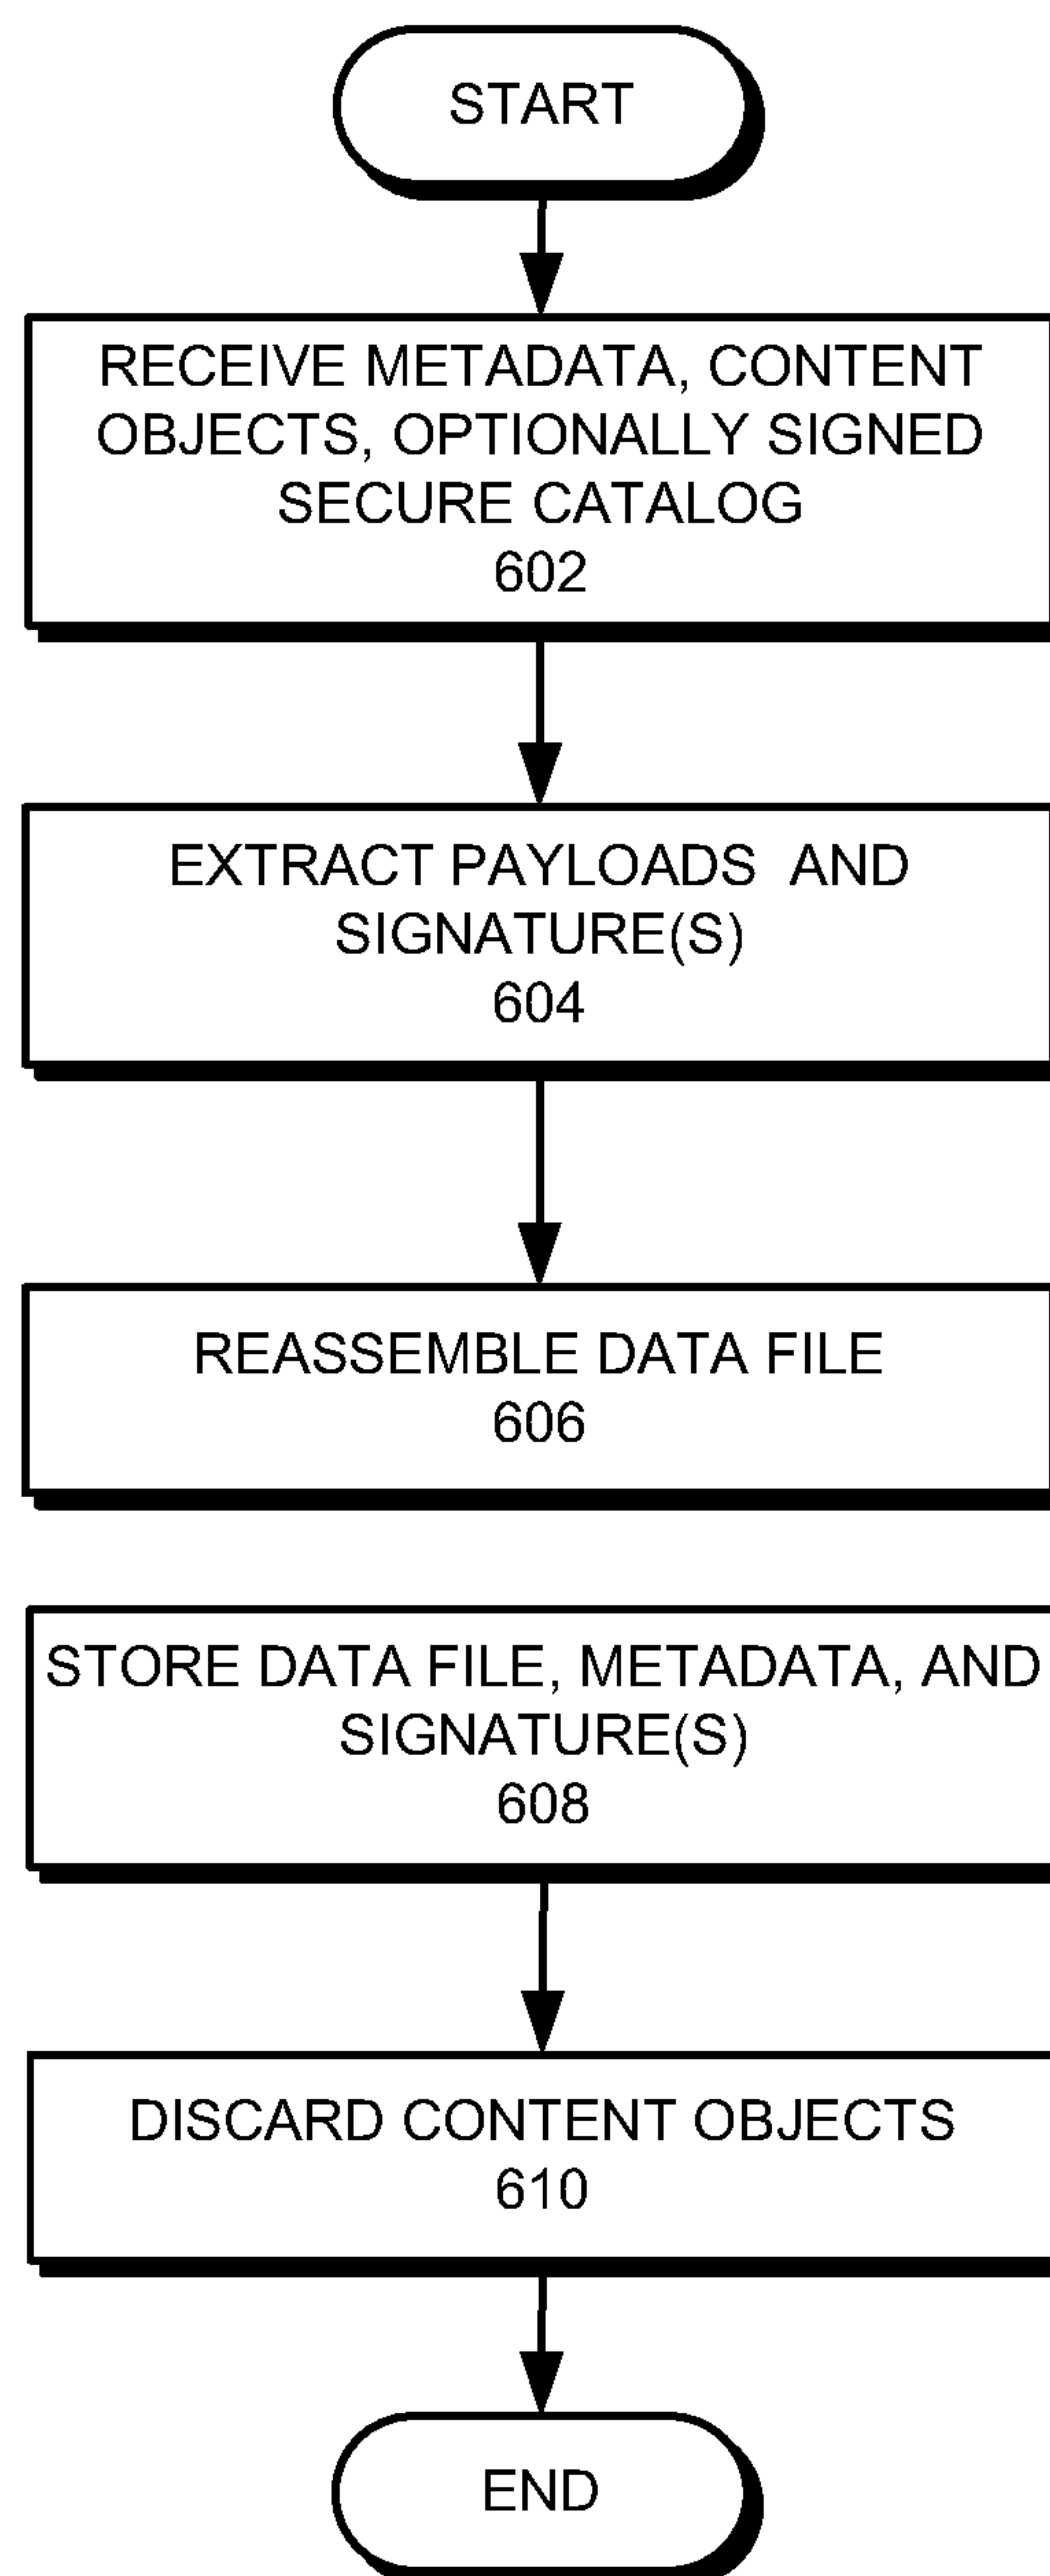 START
RECEIVE METADATA, CONTENT
OBJECTS, OPTIONALLY SIGNED
SECURE CATALOG
602
EXTRACT PAYLOADS AND
SIGNATURE(S)
604
REASSEMBLE DATA FILE
606
STORE DATA FILE, METADATA, AND
SIGNATURE(S)
608
DISCARD CONTENT OBJECTS
610
END